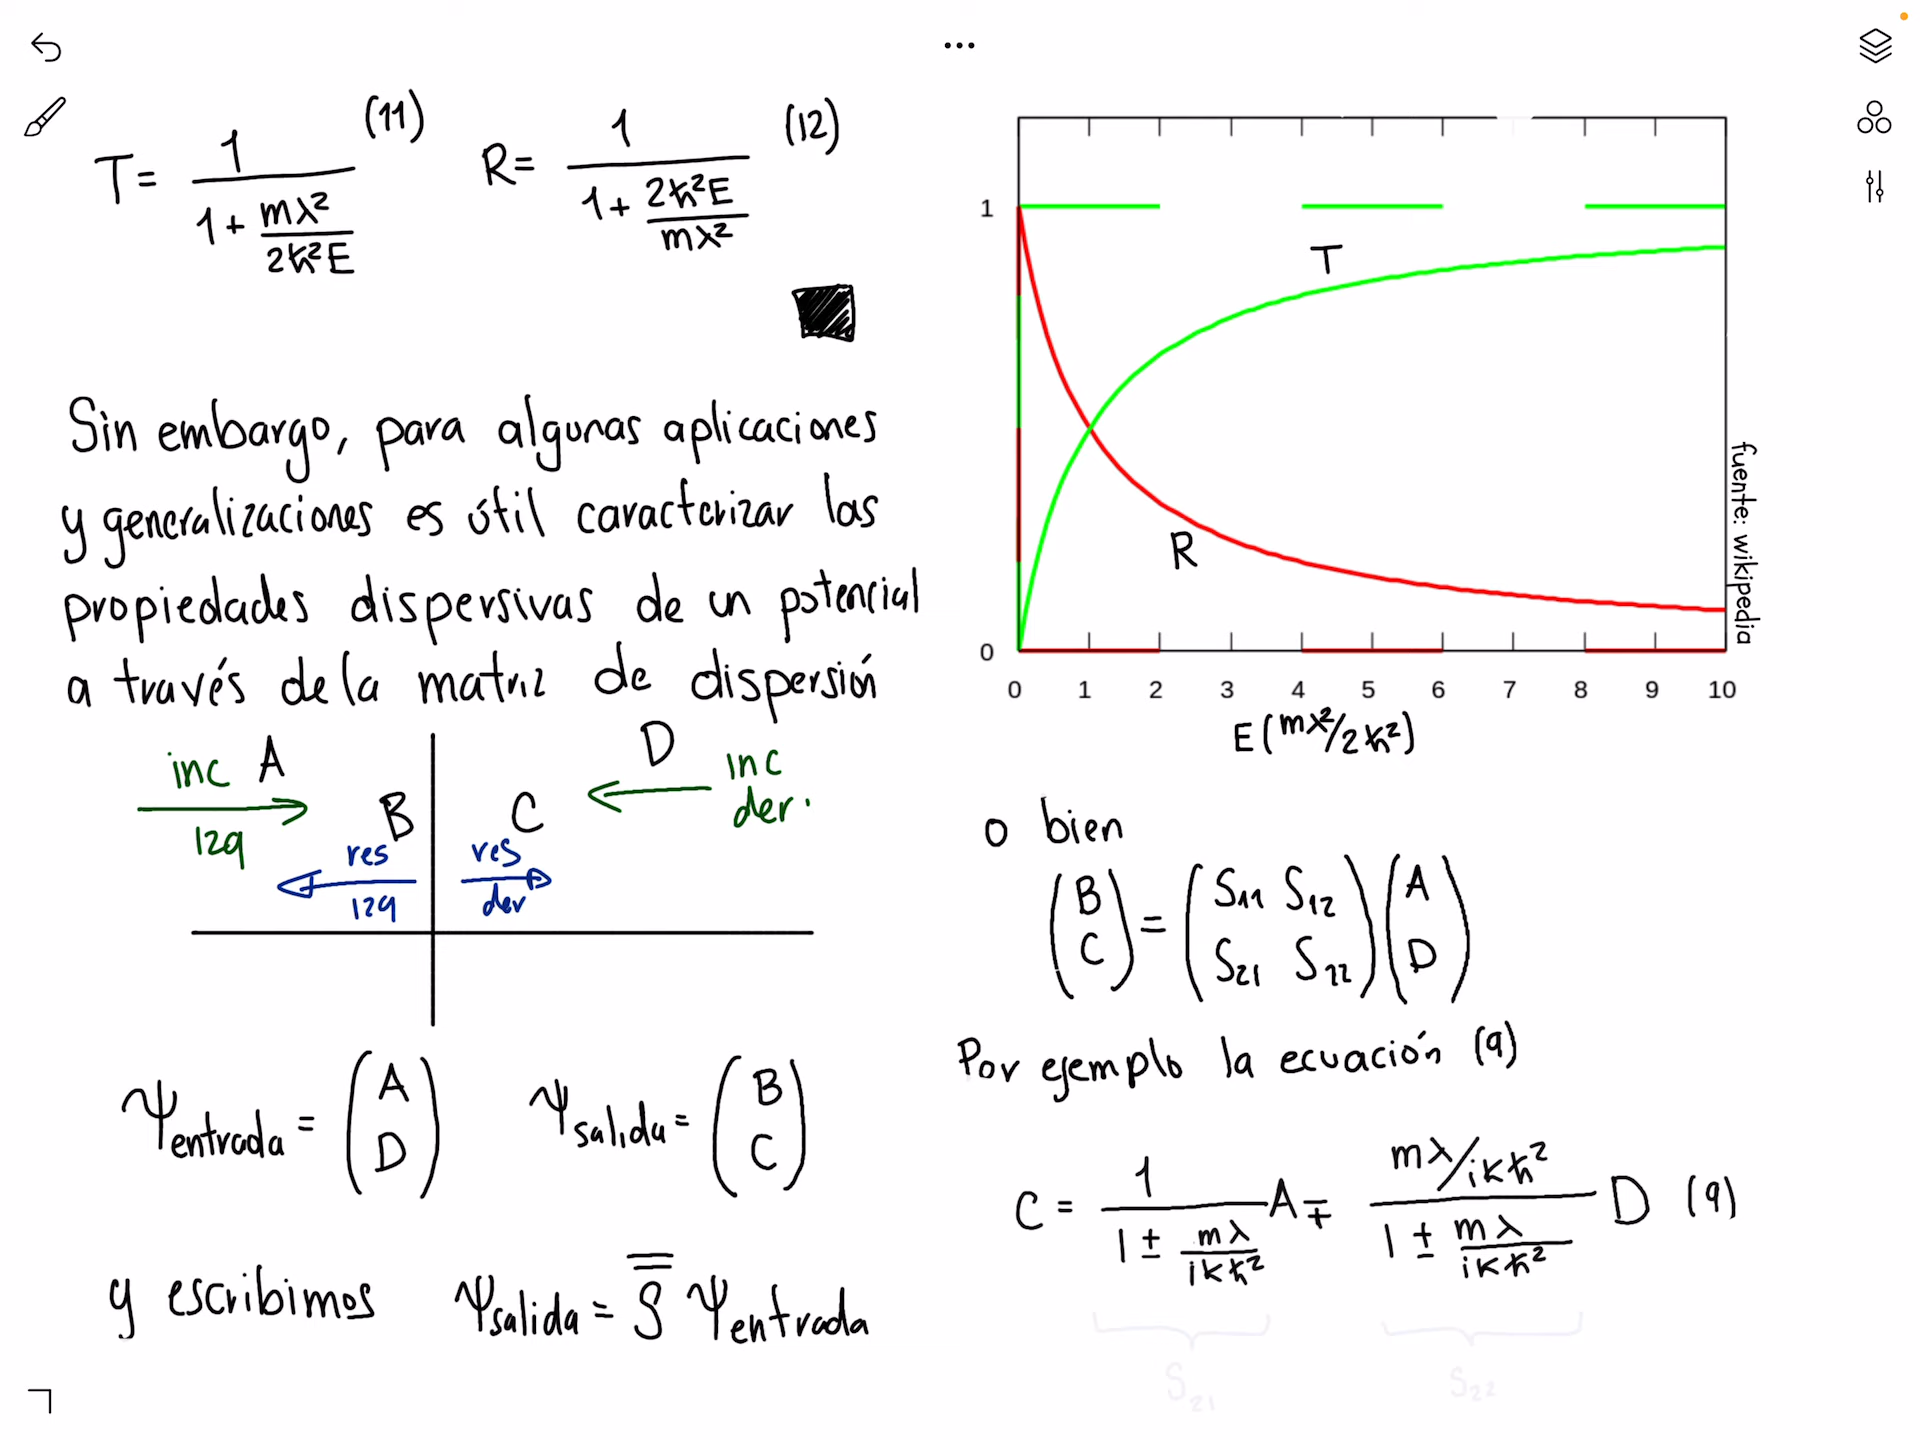 T = 1 / (1 + mλ²/2ħ²E) (11) R = 1 / (1 + 2ħ²E/mλ²) (12)
Sin embargo, para algunas aplicaciones
y generalizaciones es útil caracterizar las
propiedades dispersivas de un potencial
a través de la matriz de dispersión
inc A
izq
B
res
izq
C
res
der
D
inc
der.
Ψentrada = (A D) Ψsalida = (B C)
y escribimos Ψsalida = S Ψentrada
1
0
T
R
0 1 2 3 4 5 6 7 8 9 10
E (mλ²/2ħ²)
fuente: wikipedia
o bien
(B C) = (S11 S12 S21 S22) (A D)
Por ejemplo la ecuación (9)
C = 1 / (1 ± mλ/ikħ²) A ∓ (mλ/ikħ²) / (1 ± mλ/ikħ²) D (9)
S21 S22